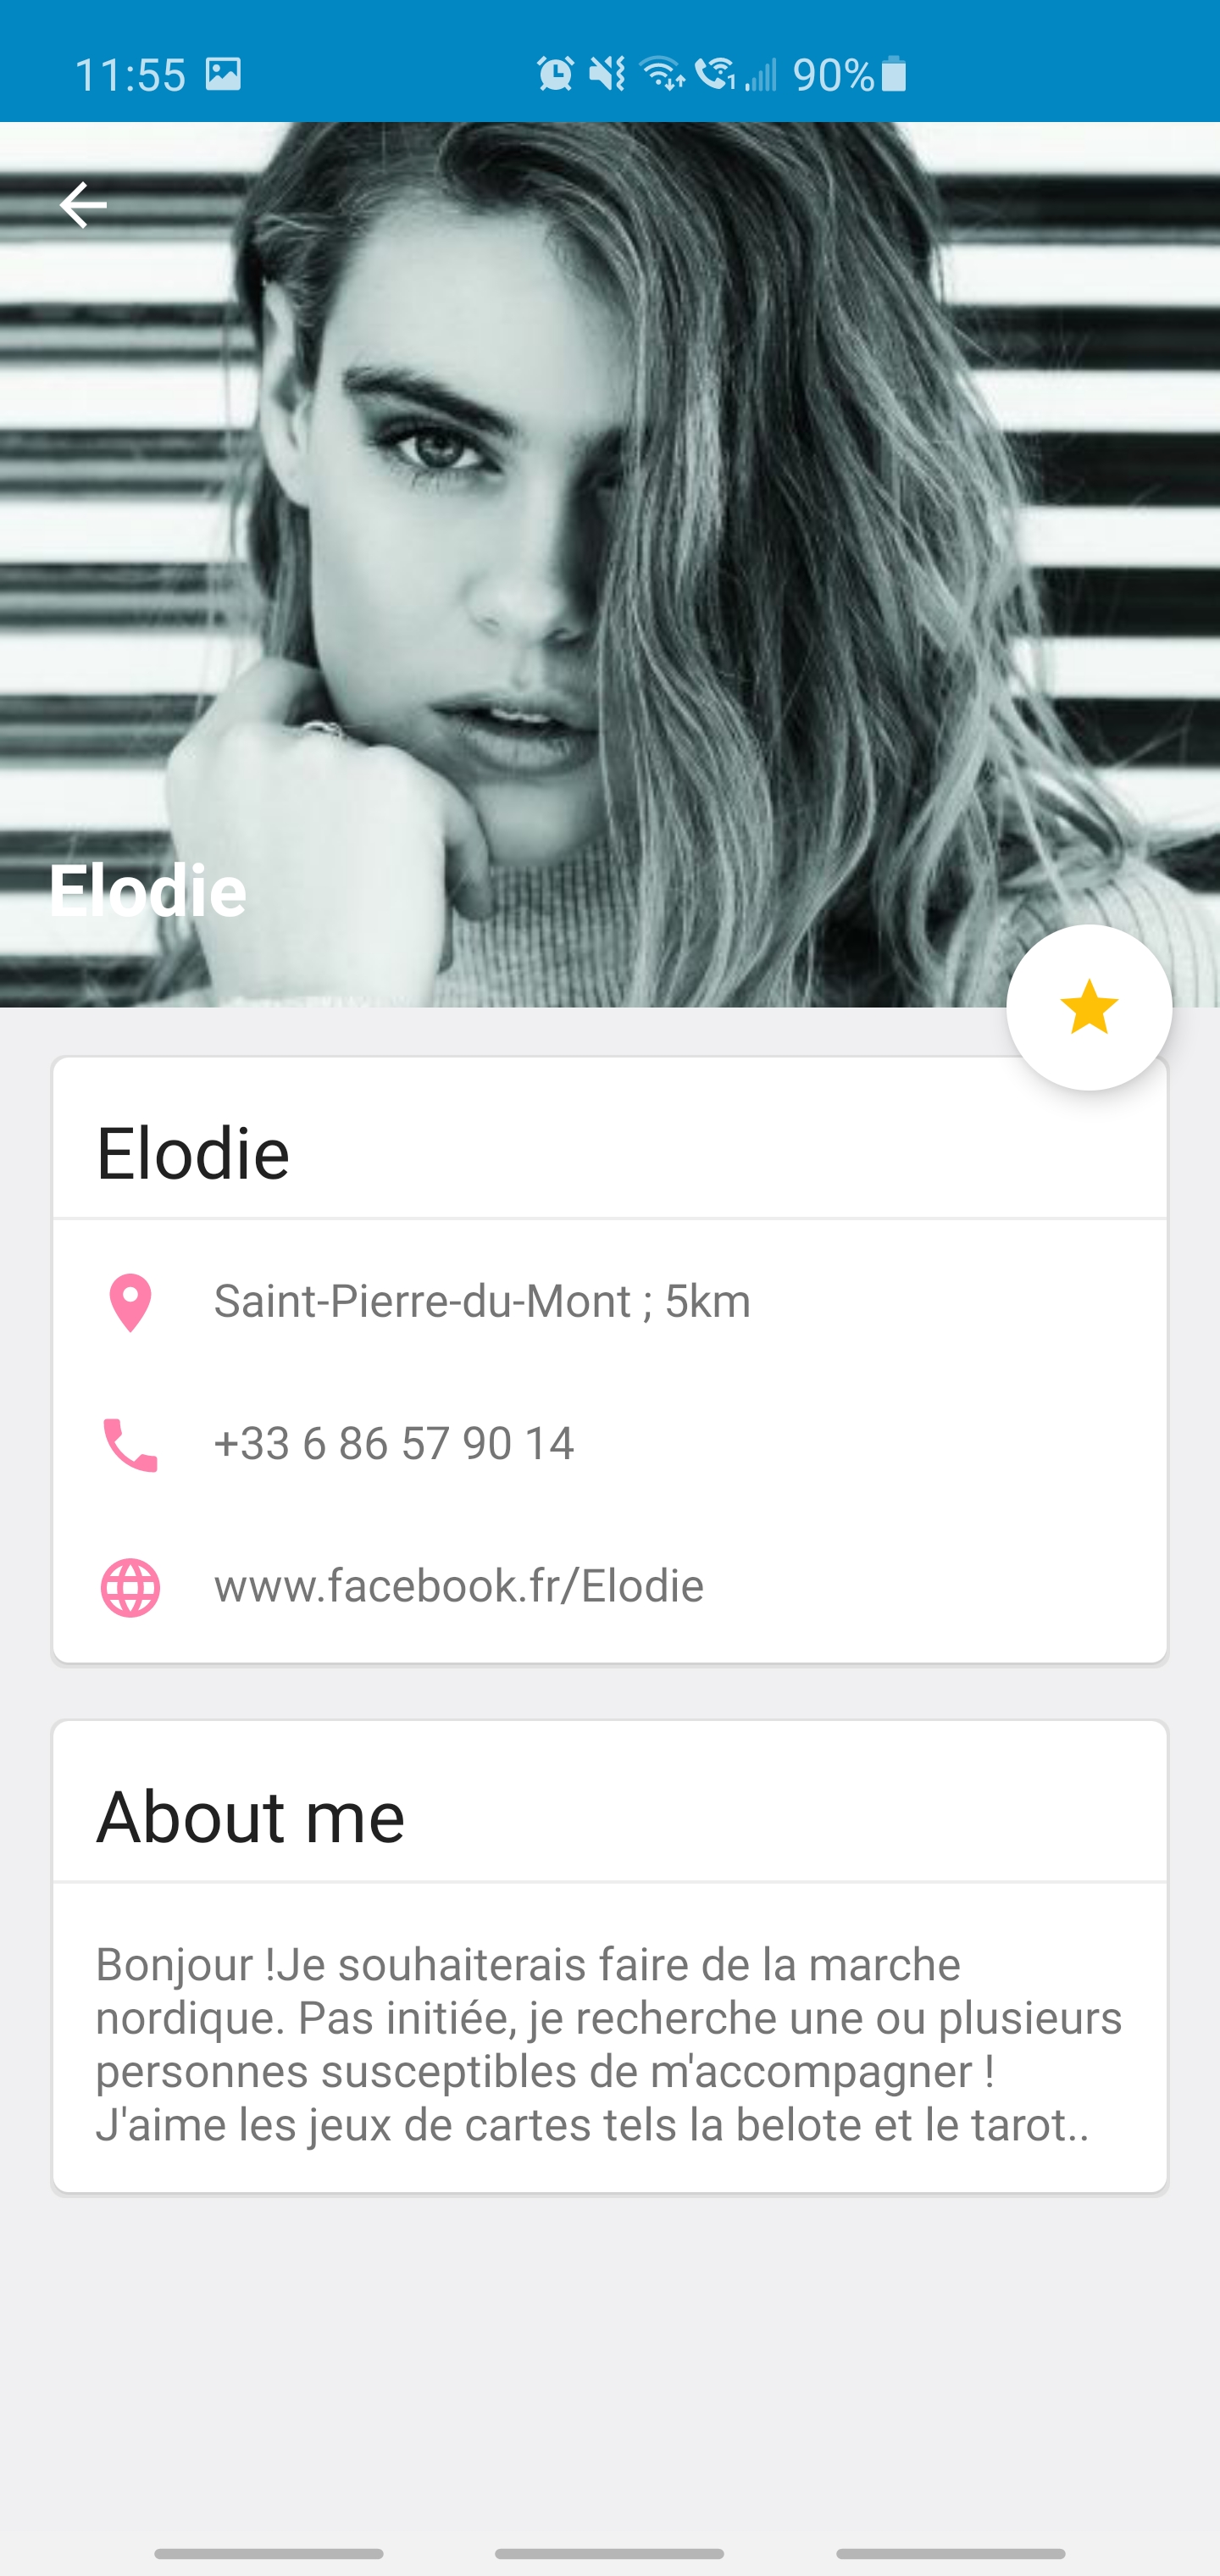 11:55
1
90%
Elodie
Elodie
Saint-Pierre-du-Mont ; 5km
+33 6 86 57 90 14
www.facebook.fr/Elodie
About me
Bonjour !Je souhaiterais faire de la marche
nordique. Pas initiée, je recherche une ou plusieurs
personnes susceptibles de m'accompagner !
J'aime les jeux de cartes tels la belote et le tarot..